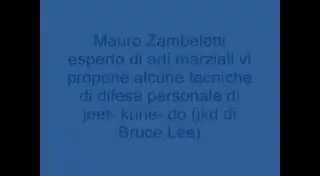 Mauro Zambelotti
esperto di arti marziali vi
propone alcune tecniche
di difesa personale di
jeet- kune- do (jkd di
Bruce Lee)